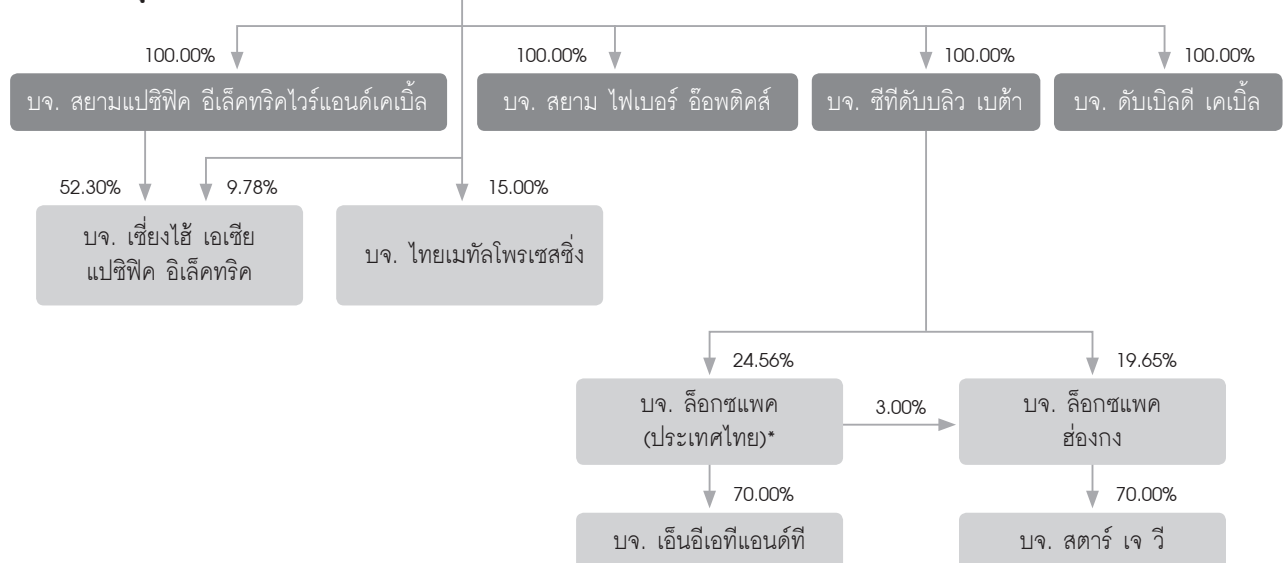 100.00%
100.00%
100.00%
100.00%
บจ. สยามแปซิฟิค อีเล็คทริคไวร์แอนด์เคเบิ้ล
บจ. สยาม ไฟเบอร์ อ๊อพติคส์
บจ. ซีทีดับบลิว เบต้า
บจ. ดับเบิลดี เคเบิ้ล
52.30%
9.78%
15.00%
บจ. เซี่ยงไฮ้ เอเซีย
แปซิฟิค อิเล็คทริค
บจ. ไทยเมทัลโพรเซสซิ่ง
24.56%
19.65%
บจ. ล็อกซแพค
(ประเทศไทย)*
3.00%
บจ. ล็อกซแพค
ฮ่องกง
70.00%
70.00%
บจ. เอ็นอีเอทีแอนด์ที
บจ. สตาร์ เจ วี